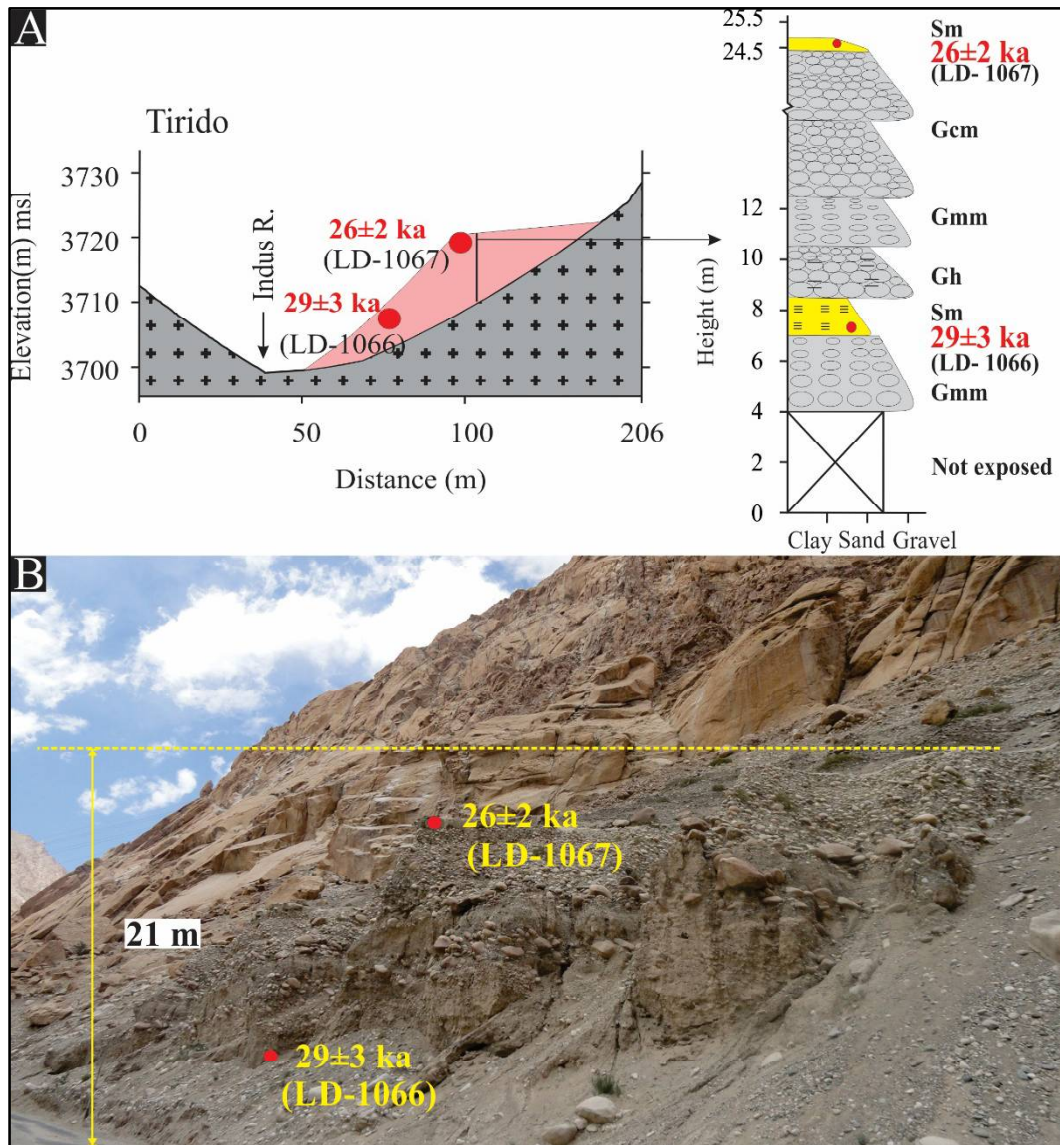 A
Tirido
Elevation(m) msl
3730
3720
3710
3700
Indus R.
26±2 ka
(LD-1067)
29±3 ka
(LD-1066)
0
50
100
206
Distance (m)
25.5
24.5
12
10
8
6
4
2
0
Height (m)
Sm
26±2 ka
(LD- 1067)
Gcm
Gmm
Gh
Sm
29±3 ka
(LD- 1066)
Gmm
Not exposed
Clay Sand Gravel
B
26±2 ka
(LD-1067)
21 m
29±3 ka
(LD-1066)